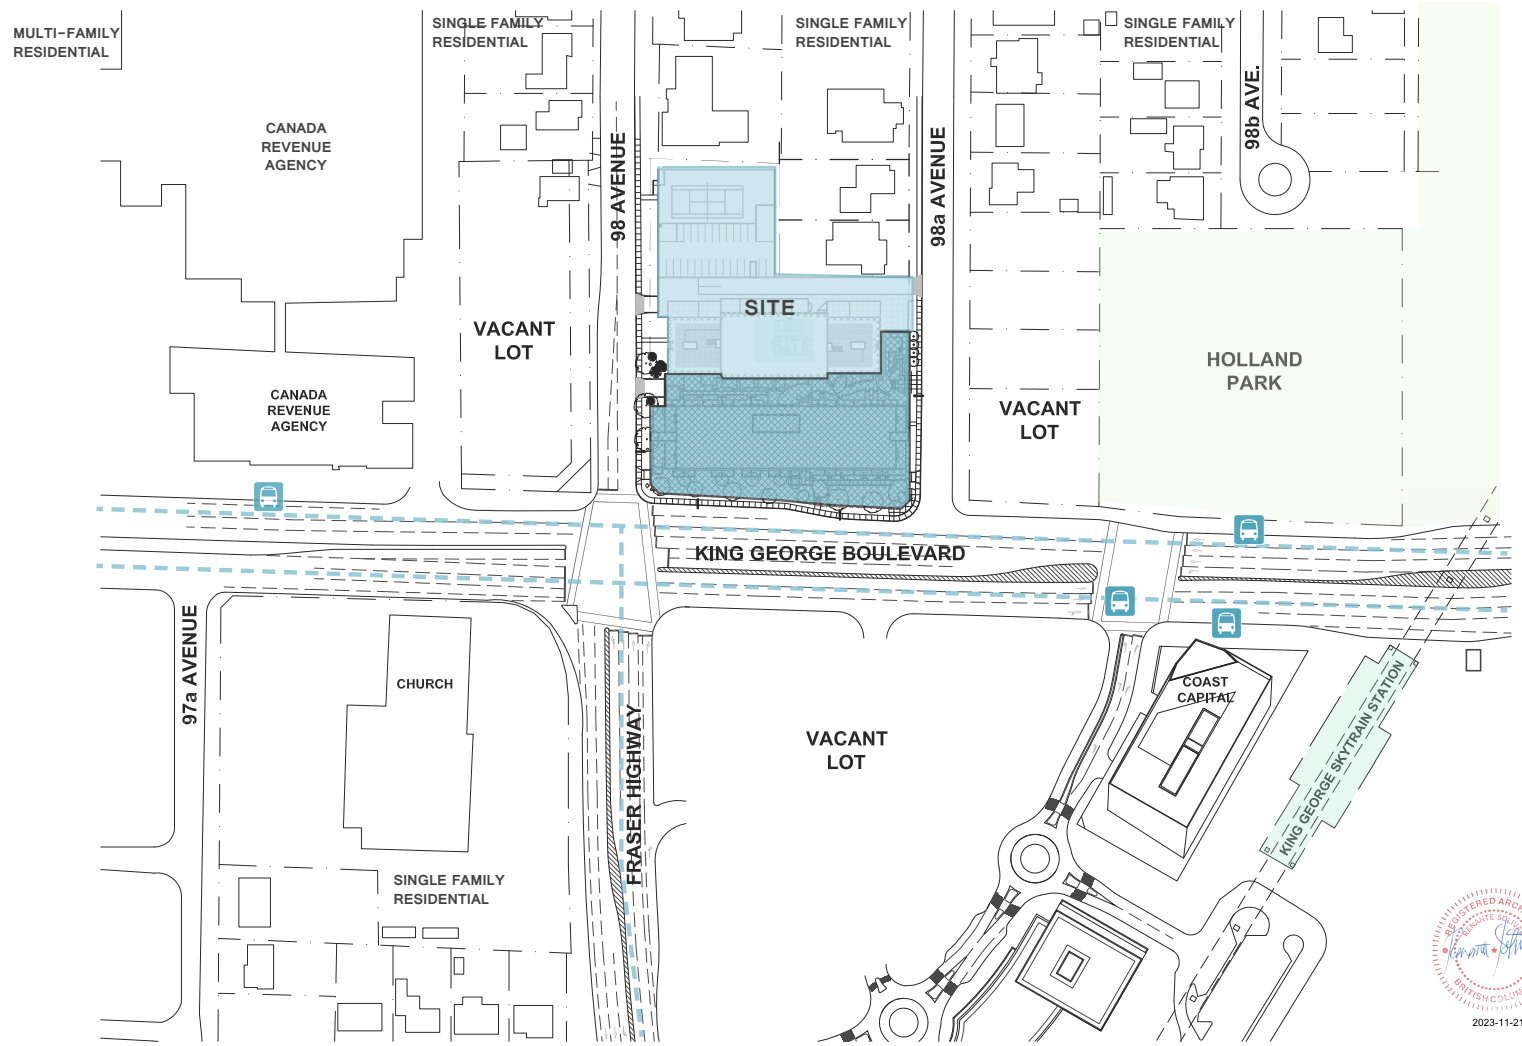 MULTI-FAMILY
RESIDENTIAL
SINGLE FAMILY
RESIDENTIAL
SINGLE FAMILY
RESIDENTIAL
SINGLE FAMILY
RESIDENTIAL
CANADA
REVENUE
AGENCY
98 AVENUE
98a AVENUE
98b AVE.
SITE
VACANT
LOT
HOLLAND
PARK
CANADA
REVENUE
AGENCY
VACANT
LOT
KING GEORGE BOULEVARD
97a AVENUE
CHURCH
FRASER HIGHWAY
VACANT
LOT
COAST
CAPITAL
KING GEORGE SKYTRAIN STATION
SINGLE FAMILY
RESIDENTIAL
REGISTERED
BRITISH
2023-11-21